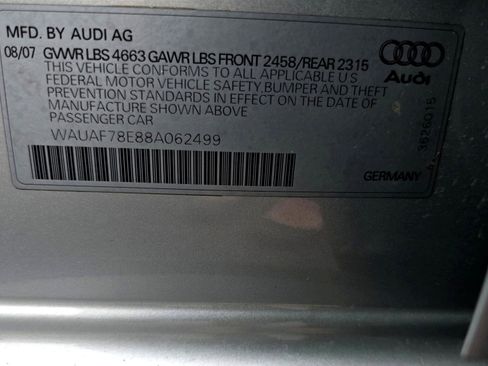 MFD. BY AUDI AG
08/07 GVWR LBS 4663 GAWR LBS FRONT 2458/REAR 2315
THIS VEHICLE CONFORMS TO ALL APPLICABLE U S
FEDERAL MOTOR VEHICLE SAFETY, BUMPER AND THEFT
PREVENTION STANDARDS IN EFFECT ON THE DATE OF
MANUFACTURE SHOWN ABOVE
PASSENGER CAR
WAUAF78E88A062499
Audi
3626015
GERMANY